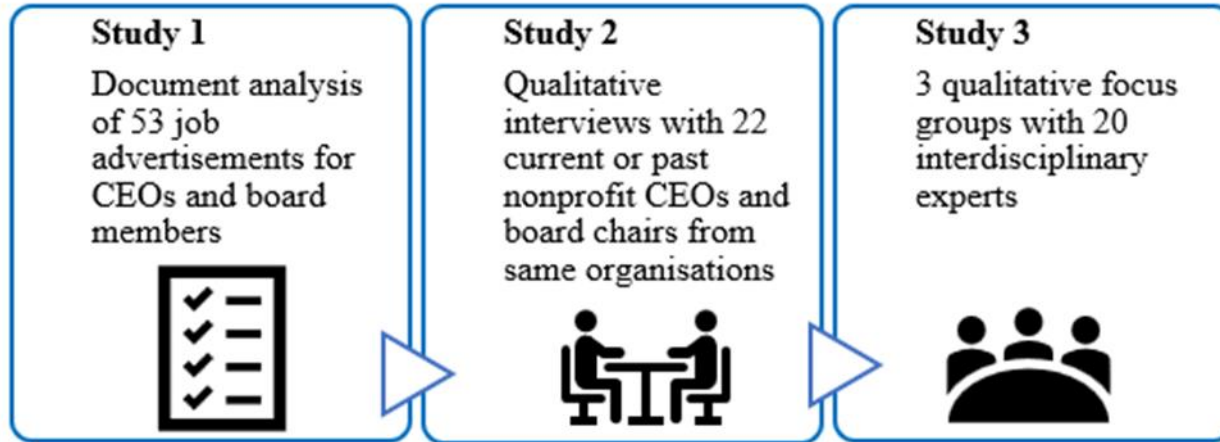 Study 1
Document analysis
of 53 job
advertisements for
CEOs and board
members
Study 2
Qualitative
interviews with 22
current or past
nonprofit CEOs and
board chairs from
same organisations
Study 3
3 qualitative focus
groups with 20
interdisciplinary
experts